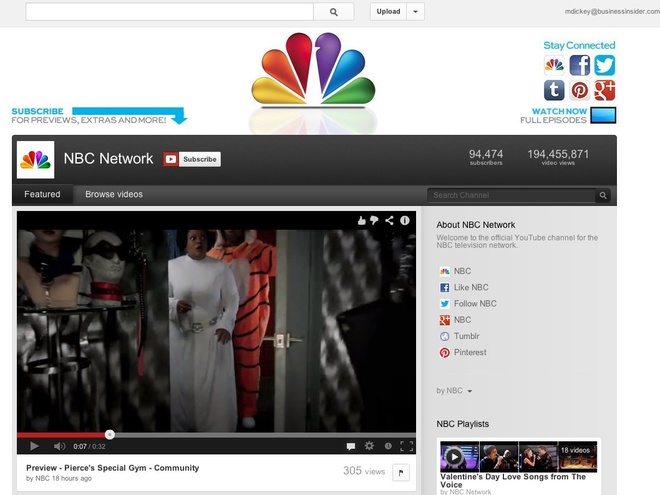 Upload
mdickey@businessinsider.com
Stay Connected
SUBSCRIBE
FOR PREVIEWS, EXTRAS AND MORE!
WATCH NOW
FULL EPISODES
NBC Network
Subscribe
94,474
subscribers
194,455,871
video views
Featured
Browse videos
Search Channel
About NBC Network
Welcome to the official YouTube channel for the
NBC television network.
NBC
Like NBC
Follow NBC
NBC
Tumblr
Pinterest
by NBC
0:07 / 0:32
Preview - Pierce's Special Gym - Community
by NBC 18 hours ago
305 views
NBC Playlists
18 videos
Valentine's Day Love Songs from The
Voice
by NBC Network